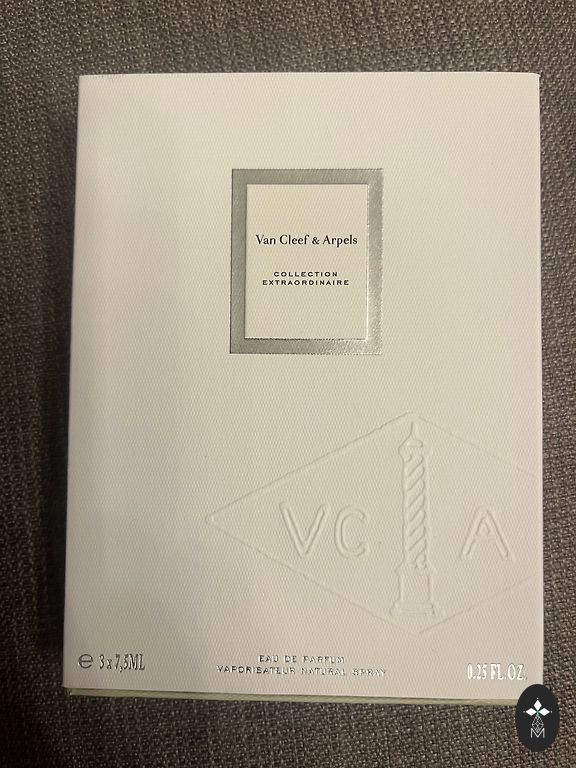 Van Cleef & Arpels
COLLECTION
EXTRAORDINAIRE
VC A
e 3 x 7,5ML
EAU DE PARFUM
VAPORISATEUR NATURAL SPRAY
0.25 FL.OZ.
M